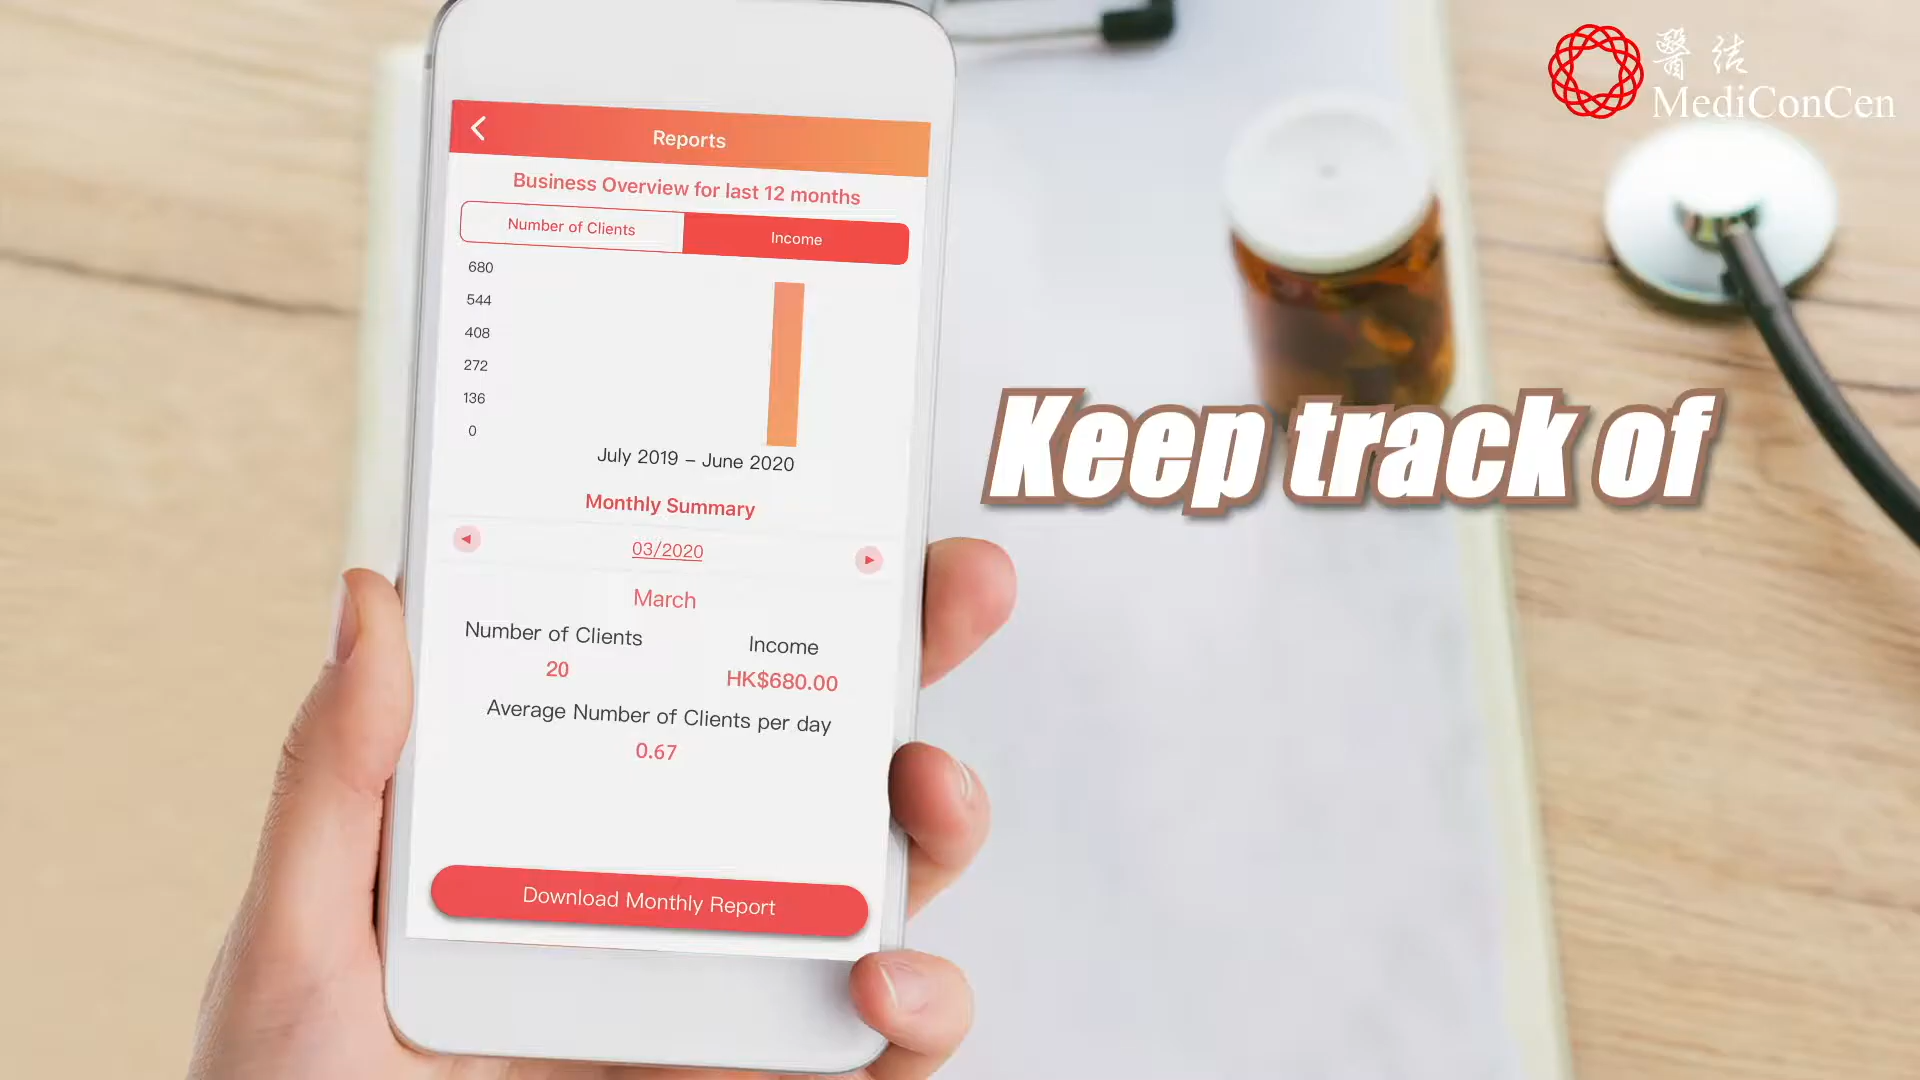 醫結
MediConCen
Reports
Business Overview for last 12 months
Number of Clients
Income
680
544
408
272
136
0
July 2019 – June 2020
Monthly Summary
03/2020
March
Number of Clients
Income
20
HK$680.00
Average Number of Clients per day
0.67
Download Monthly Report
Keep track of